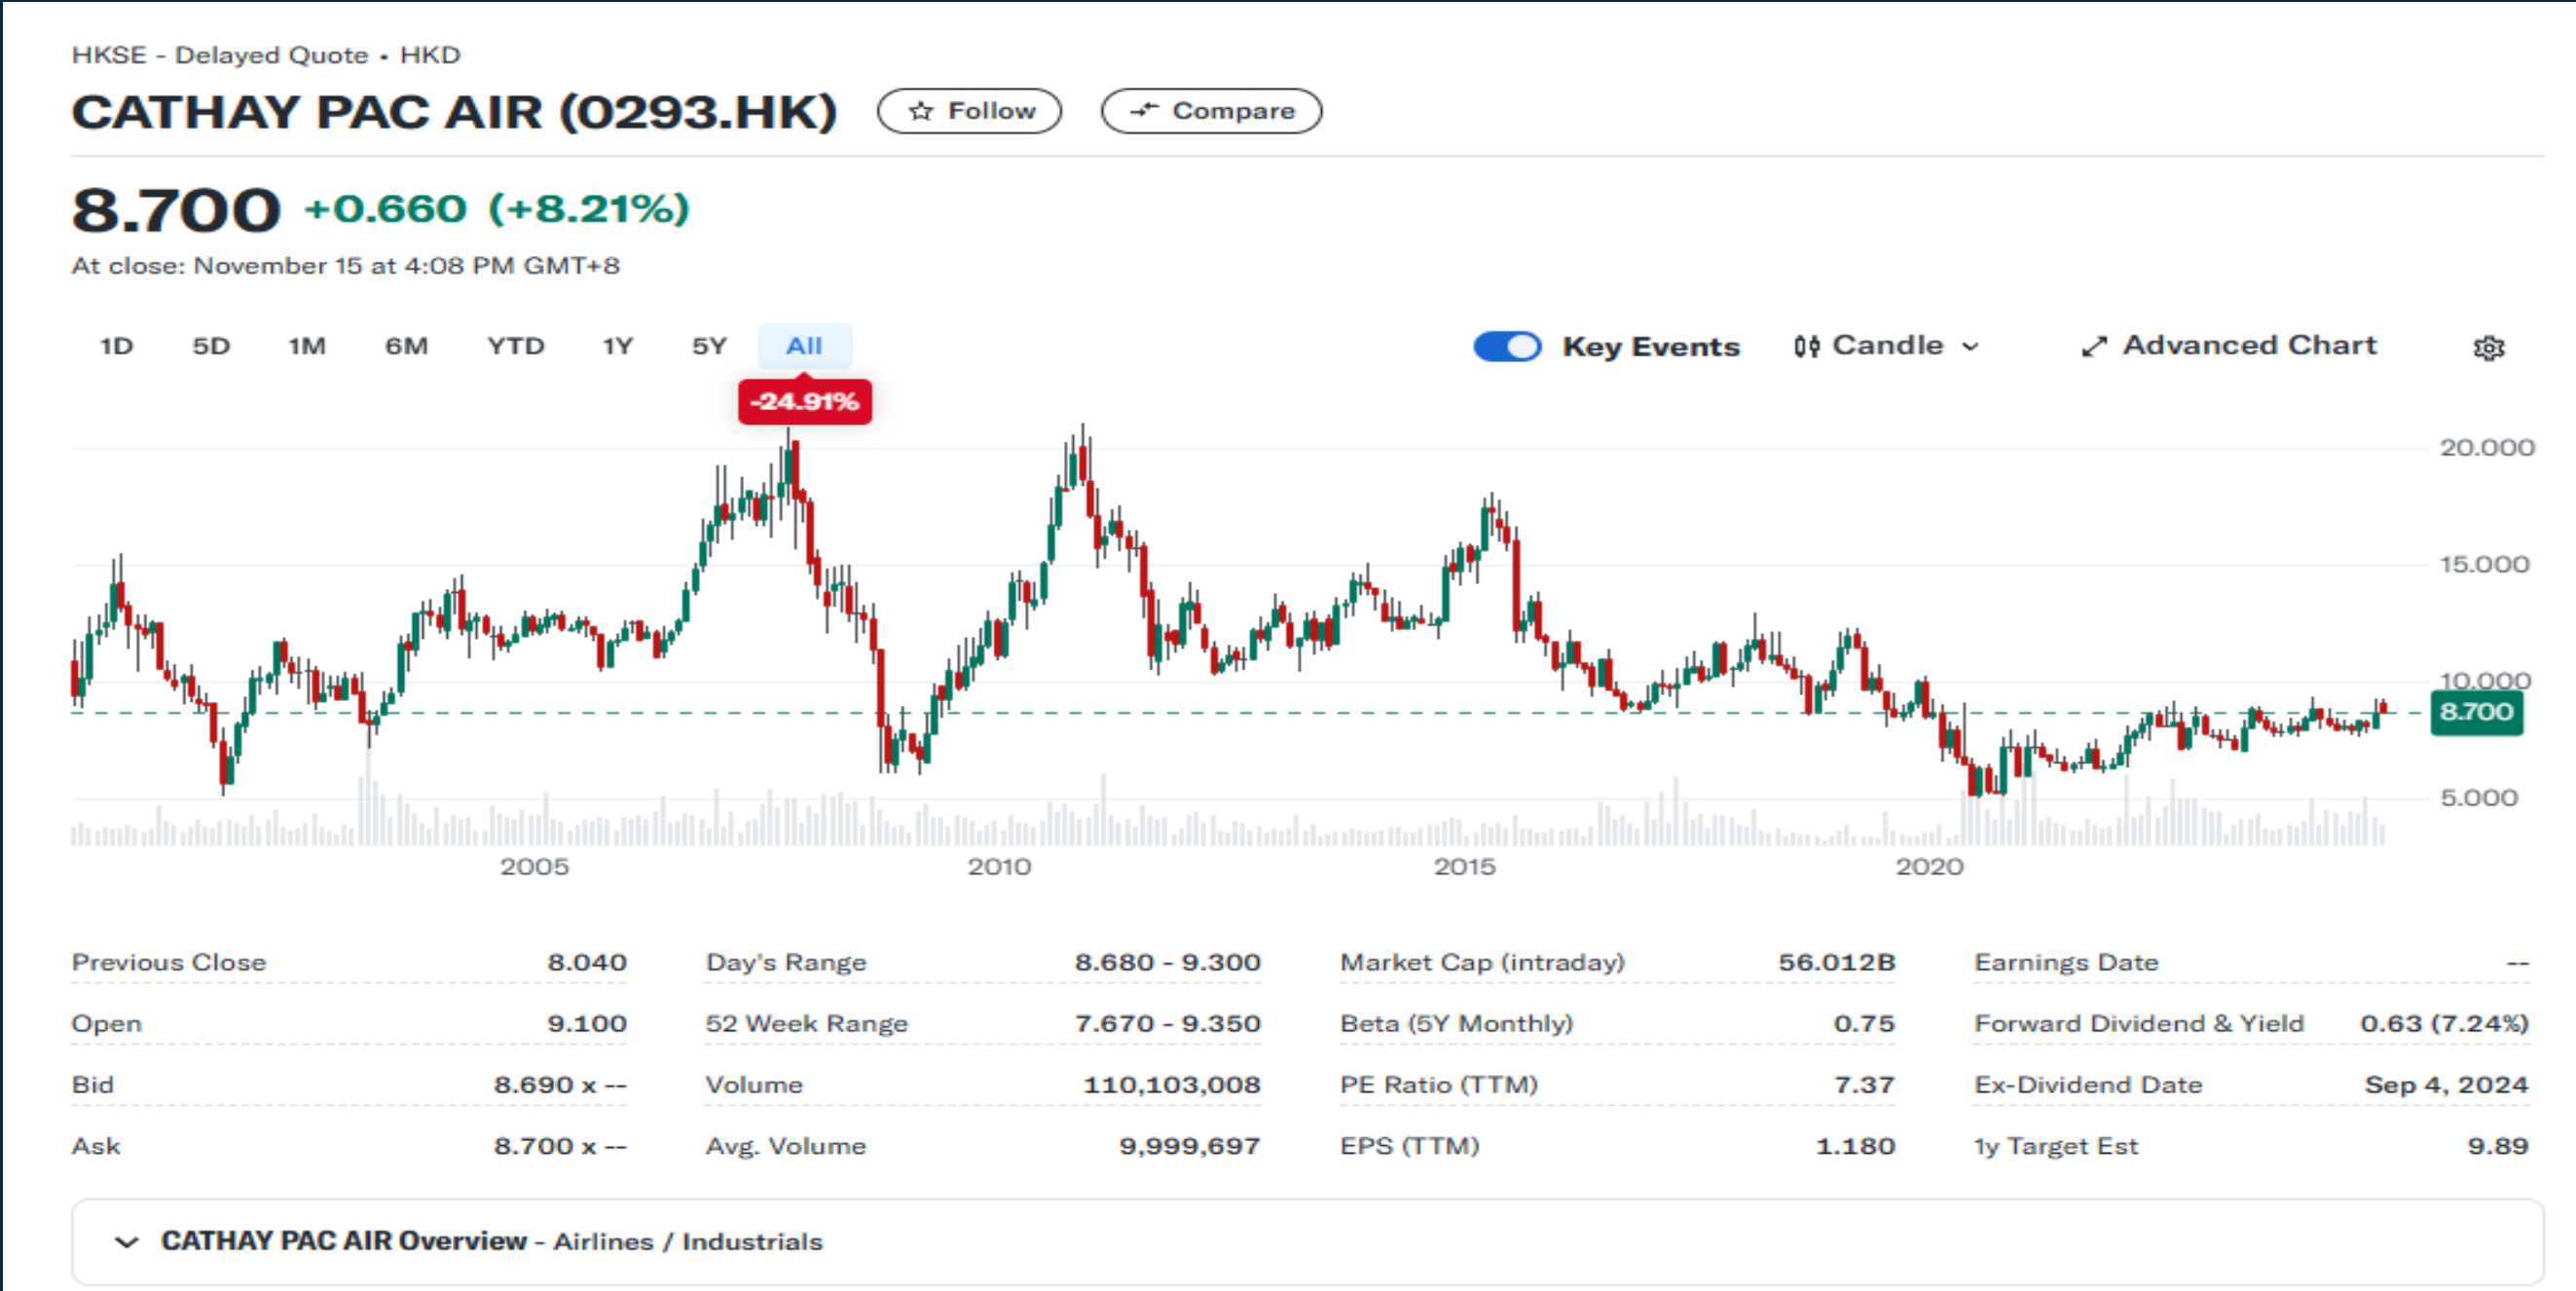 HKSE - Delayed Quote • HKD
CATHAY PAC AIR (0293.HK) Follow Compare
8.700 +0.660 (+8.21%)
At close: November 15 at 4:08 PM GMT+8
1D 5D 1M 6M YTD 1Y 5Y All Key Events Candle Advanced Chart
-24.91%
20.000
15.000
10.000
8.700
5.000
2005 2010 2015 2020
Previous Close 8.040 Day's Range 8.680 - 9.300 Market Cap (intraday) 56.012B Earnings Date --
Open 9.100 52 Week Range 7.670 - 9.350 Beta (5Y Monthly) 0.75 Forward Dividend & Yield 0.63 (7.24%)
Bid 8.690 x -- Volume 110,103,008 PE Ratio (TTM) 7.37 Ex-Dividend Date Sep 4, 2024
Ask 8.700 x -- Avg. Volume 9,999,697 EPS (TTM) 1.180 1y Target Est 9.89
CATHAY PAC AIR Overview - Airlines / Industrials